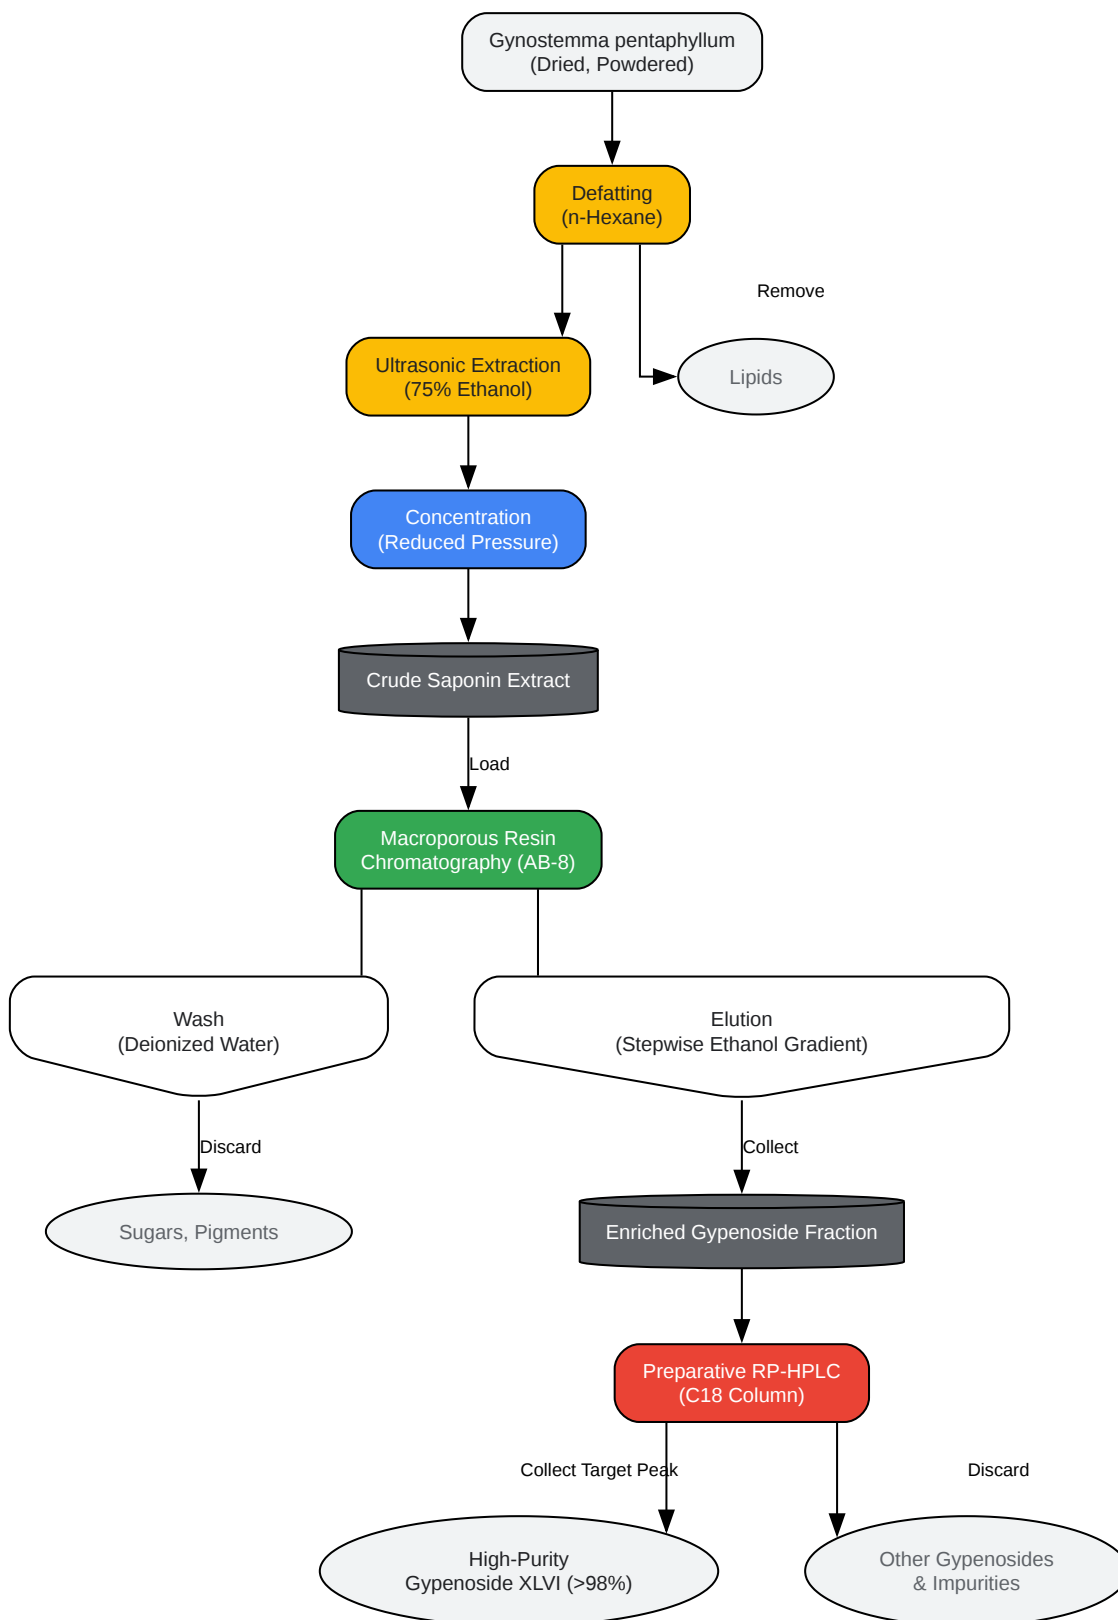 Gynostemma pentaphyllum
(Dried, Powdered)
Defatting
(n-Hexane)
Remove
Ultrasonic Extraction
(75% Ethanol)
Lipids
Concentration
(Reduced Pressure)
Crude Saponin Extract
Load
Macroporous Resin
Chromatography (AB-8)
Wash
(Deionized Water)
Elution
(Stepwise Ethanol Gradient)
Discard
Collect
Sugars, Pigments
Enriched Gypenoside Fraction
Preparative RP-HPLC
(C18 Column)
Collect Target Peak
Discard
High-Purity
Gypenoside XLVI (>98%)
Other Gypenosides
& Impurities